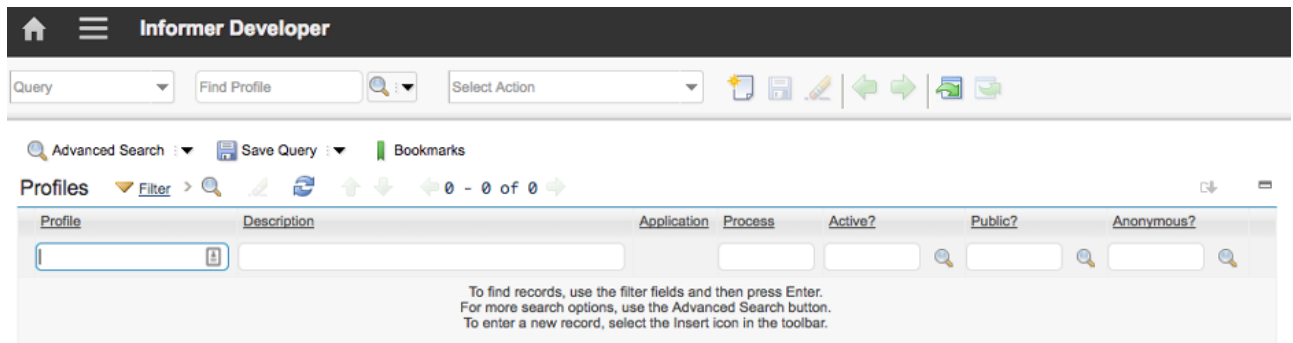 Informer Developer
Query Find Profile Select Action
Advanced Search Save Query Bookmarks
Profiles Filter > 0 - 0 of 0
Profile Description Application Process Active? Public? Anonymous?
To find records, use the filter fields and then press Enter.
For more search options, use the Advanced Search button.
To enter a new record, select the Insert icon in the toolbar.